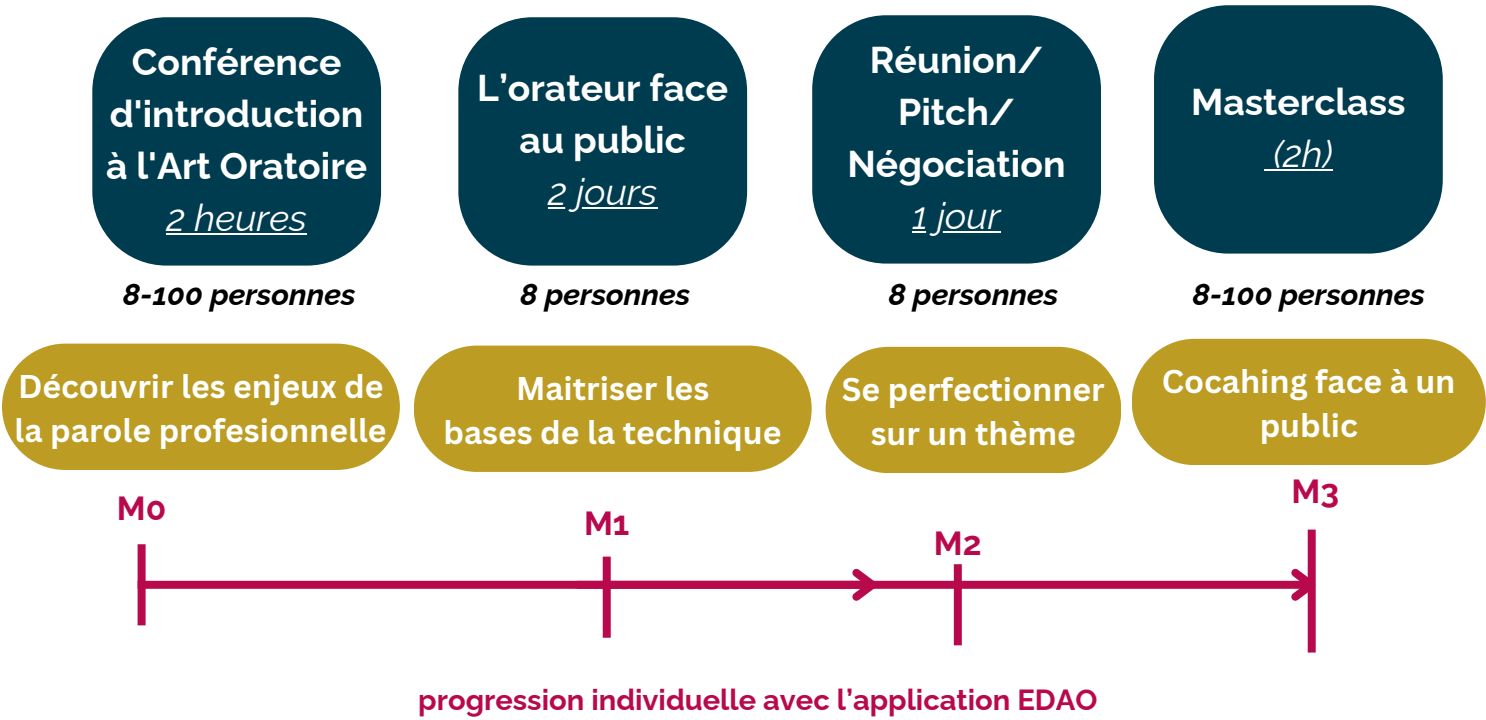 Conférence
d'introduction
à l'Art Oratoire
2 heures
8-100 personnes
Découvrir les enjeux de
la parole profesionnelle
M0
L'orateur face
au public
2 jours
8 personnes
Maitriser les
bases de la technique
M1
Réunion/
Pitch/
Négociation
1 jour
8 personnes
Se perfectionner
sur un thème
M2
Masterclass
(2h)
8-100 personnes
Cocahing face à un
public
M3
progression individuelle avec l'application EDAO